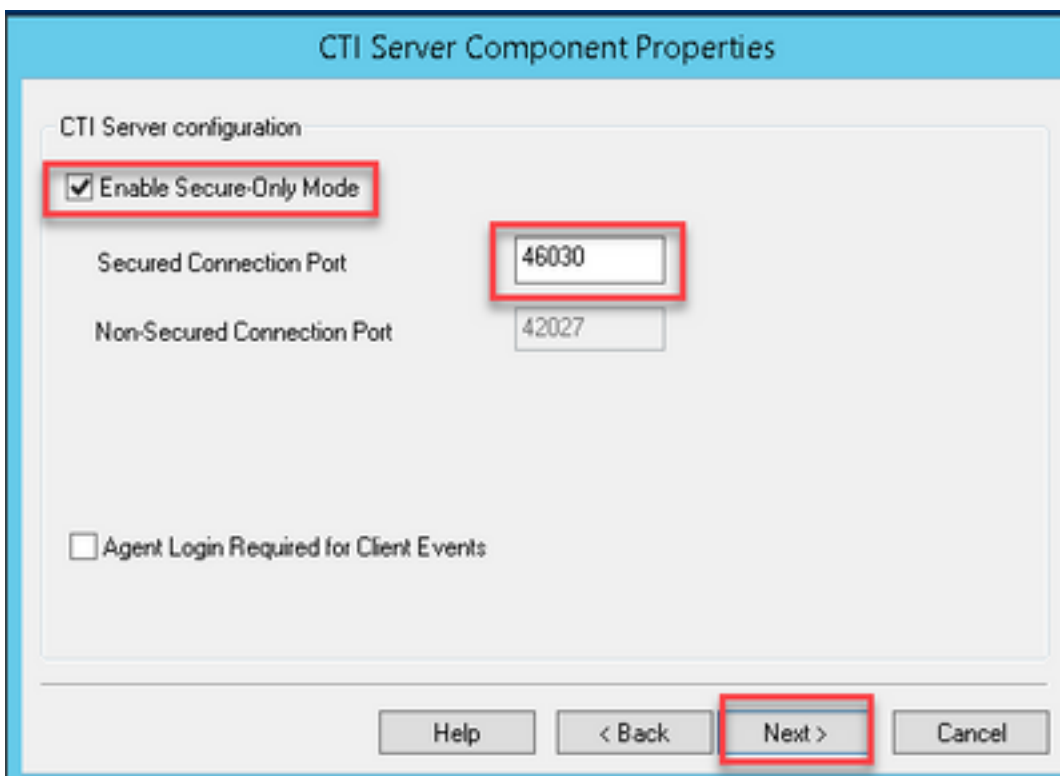 CTI Server Component Properties
CTI Server configuration
Enable Secure-Only Mode
Secured Connection Port 46030
Non-Secured Connection Port 42027
Agent Login Required for Client Events
Help < Back Next > Cancel